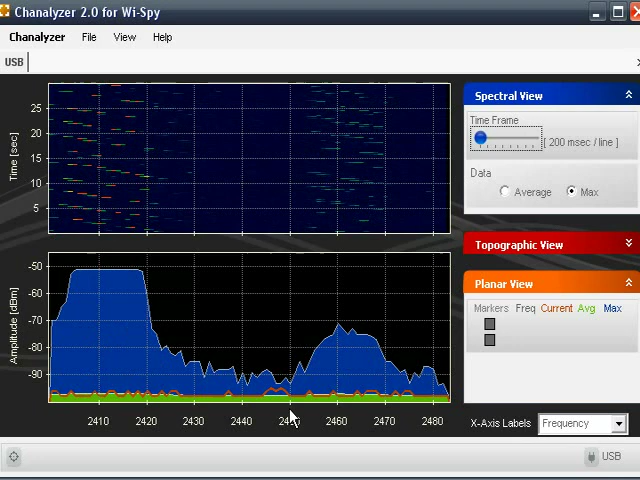 Chanalyzer 2.0 for Wi-Spy
Chanalyzer File View Help
USB
Time [sec]
25
20
15
10
5
Amplitude [dBm]
-50
-60
-70
-80
-90
2410 2420 2430 2440 2450 2460 2470 2480
Spectral View
Time Frame
[ 200 msec / line ]
Data
Average Max
Topographic View
Planar View
Markers Freq Current Avg Max
X-Axis Labels Frequency
USB